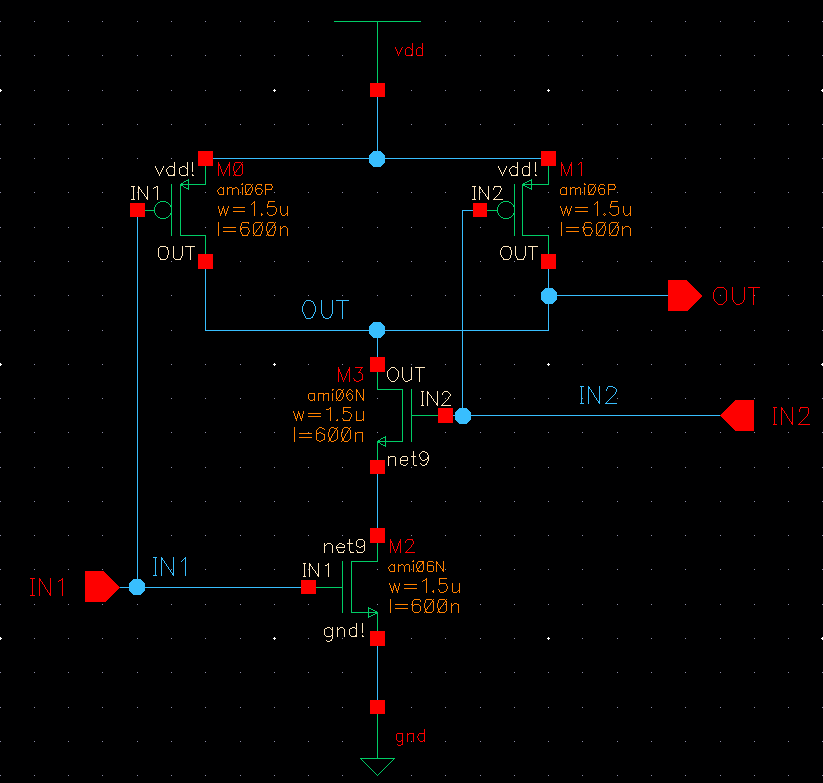 vdd
vdd!
M0
IN1
ami06P
w=1.5u
l=600n
OUT
vdd!
M1
IN2
ami06P
w=1.5u
l=600n
OUT
OUT
OUT
M3
OUT
ami06N
IN2
w=1.5u
l=600n
net9
IN2
IN2
net9
M2
IN1
ami06N
w=1.5u
l=600n
gnd!
IN1
IN1
gnd